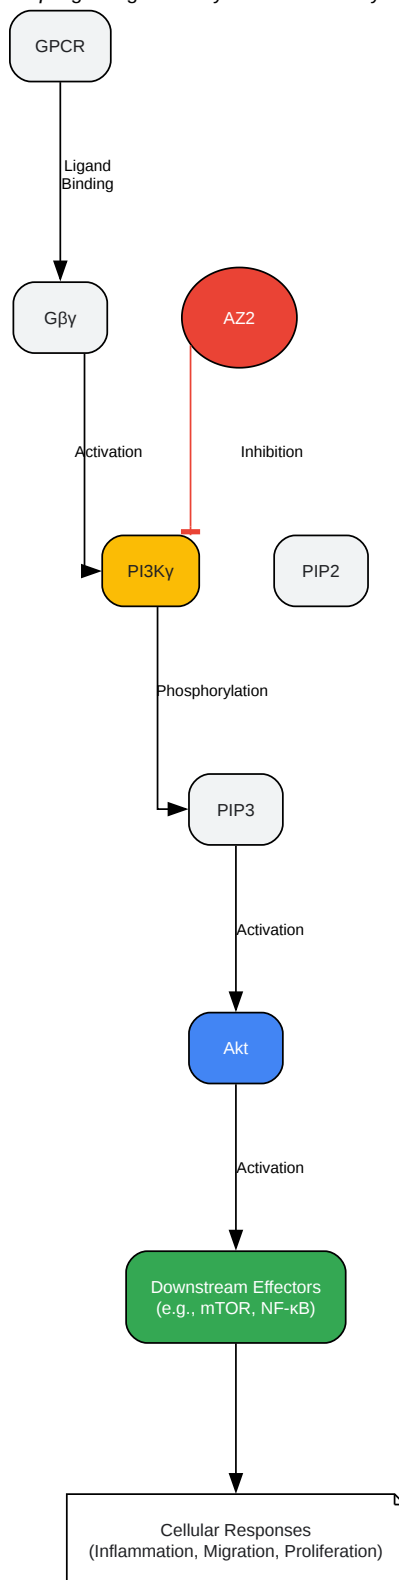 GPCR
Ligand
Binding
Gβγ
AZ2
Activation
Inhibition
PI3Kγ
PIP2
Phosphorylation
PIP3
Activation
Akt
Activation
Downstream Effectors
(e.g., mTOR, NF-κB)
Cellular Responses
(Inflammation, Migration, Proliferation)